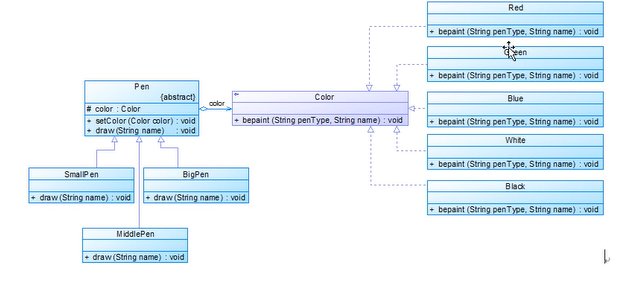 Red
+ bepaint (String penType, String name) : void
Green
+ bepaint (String penType, String name) : void
Pen
{abstract}
# color : Color
+ setColor (Color color) : void
+ draw (String name) : void
color
Color
+ bepaint (String penType, String name) : void
Blue
+ bepaint (String penType, String name) : void
White
+ bepaint (String penType, String name) : void
SmallPen
+ draw (String name) : void
BigPen
+ draw (String name) : void
Black
+ bepaint (String penType, String name) : void
MiddlePen
+ draw (String name) : void